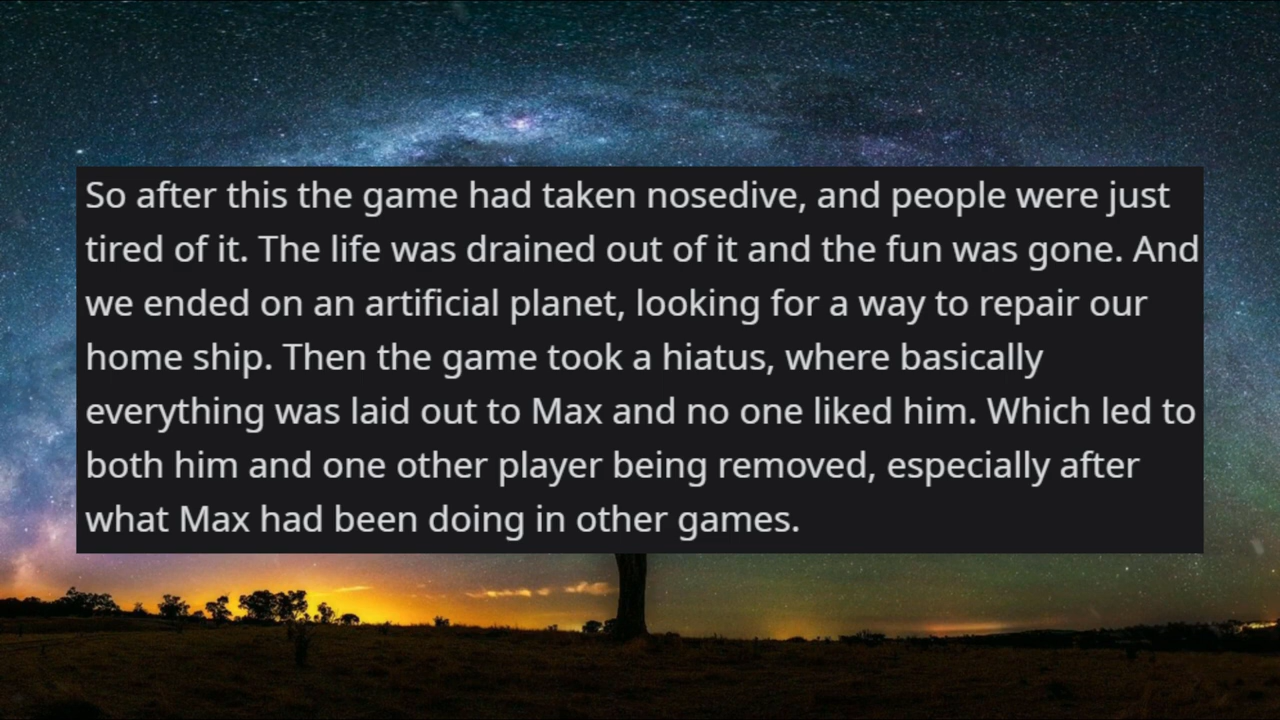 So after this the game had taken nosedive, and people were just
tired of it. The life was drained out of it and the fun was gone. And
we ended on an artificial planet, looking for a way to repair our
home ship. Then the game took a hiatus, where basically
everything was laid out to Max and no one liked him. Which led to
both him and one other player being removed, especially after
what Max had been doing in other games.